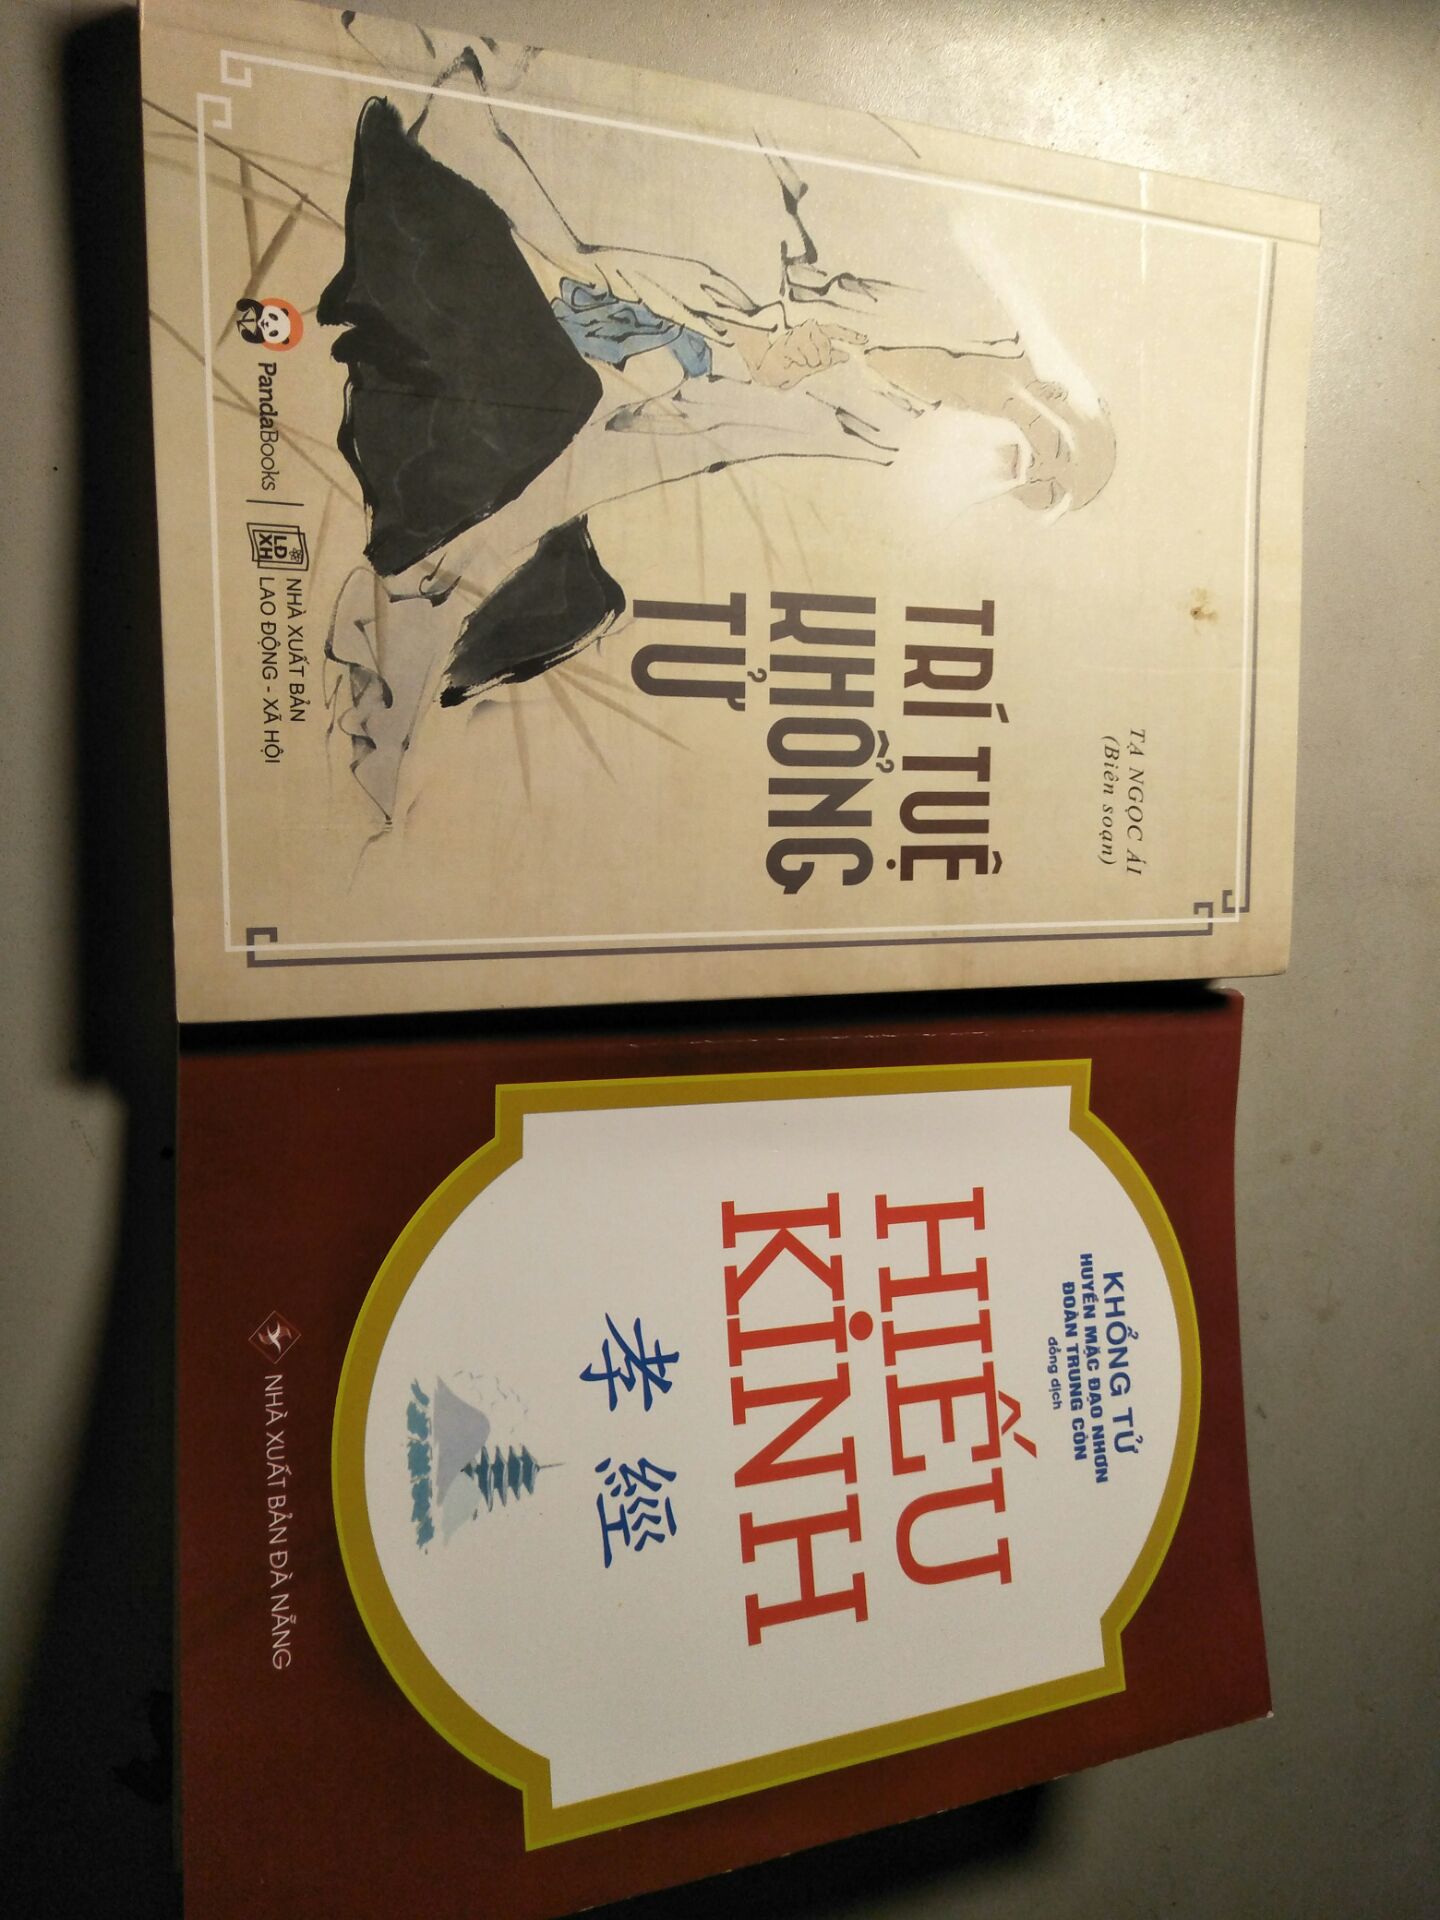 TẠ NGỌC ÁI
(Biên soạn)
TRÍ TUỆ
KHỔNG
TỬ
PandaBooks
LĐ
XH
NHÀ XUẤT BẢN
LAO ĐỘNG - XÃ HỘI
KHỔNG TỬ
HUYỀN MẶC ĐẠO NHƠN
ĐOÀN TRUNG CÒN
đồng dịch
HIẾU
KINH
孝經
NHÀ XUẤT BẢN ĐÀ NẴNG